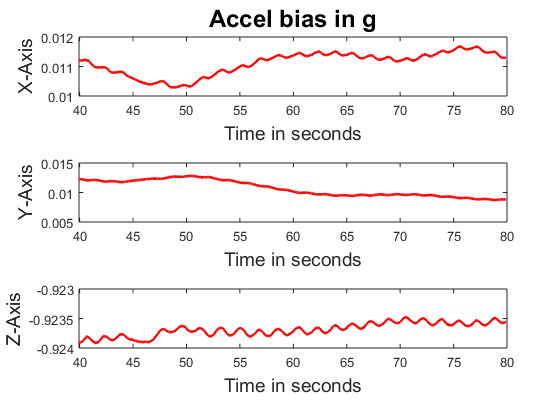 Accel bias in g
0.012
0.011
0.01
X-Axis
40 45 50 55 60 65 70 75 80
Time in seconds
0.015
0.01
0.005
Y-Axis
40 45 50 55 60 65 70 75 80
Time in seconds
-0.923
-0.9235
-0.924
Z-Axis
40 45 50 55 60 65 70 75 80
Time in seconds